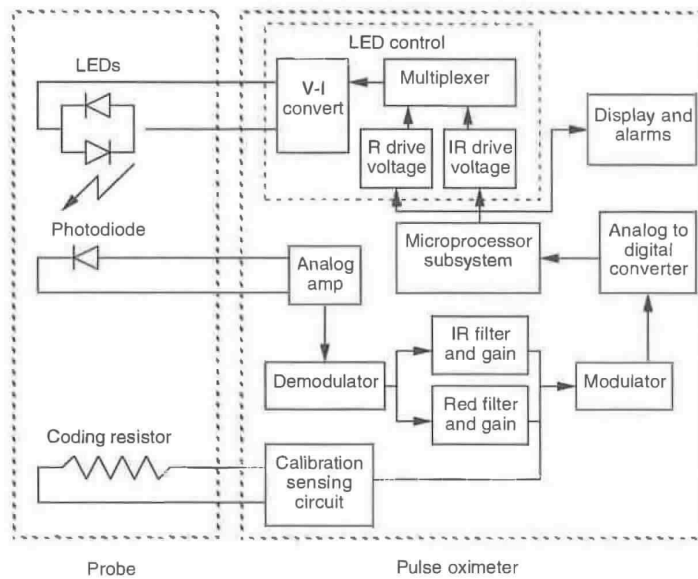 LED control
LEDs
V-I
convert
Multiplexer
R drive
voltage
IR drive
voltage
Display and
alarms
Photodiode
Analog
amp
Microprocessor
subsystem
Analog to
digital
converter
Demodulator
IR filter
and gain
Red filter
and gain
Modulator
Coding resistor
Calibration
sensing
circuit
Probe
Pulse oximeter